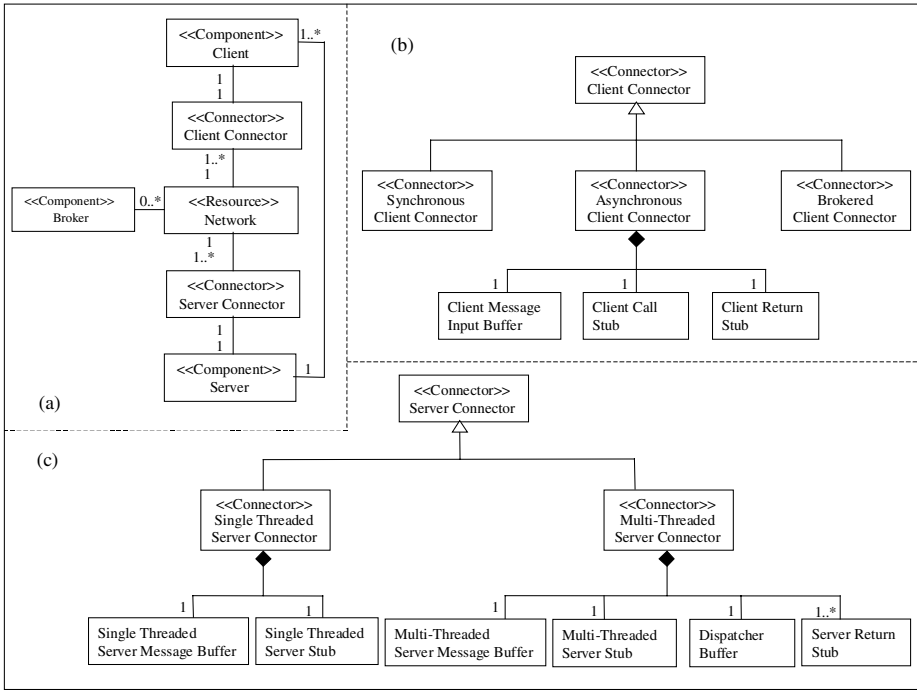 <<Component>>
Client
1..*
1
1
<<Connector>>
Client Connector
1..*
1
<<Component>>
Broker
0..*
<<Resource>>
Network
1
1..*
<<Connector>>
Server Connector
1
1
<<Component>>
Server
1
(a)
(b)
<<Connector>>
Client Connector
<<Connector>>
Synchronous
Client Connector
<<Connector>>
Asynchronous
Client Connector
<<Connector>>
Brokered
Client Connector
1
1
1
Client Message
Input Buffer
Client Call
Stub
Client Return
Stub
(c)
<<Connector>>
Server Connector
<<Connector>>
Single Threaded
Server Connector
<<Connector>>
Multi-Threaded
Server Connector
1
1
1
1
1
1..*
Single Threaded
Server Message Buffer
Single Threaded
Server Stub
Multi-Threaded
Server Message Buffer
Multi-Threaded
Server Stub
Dispatcher
Buffer
Server Return
Stub